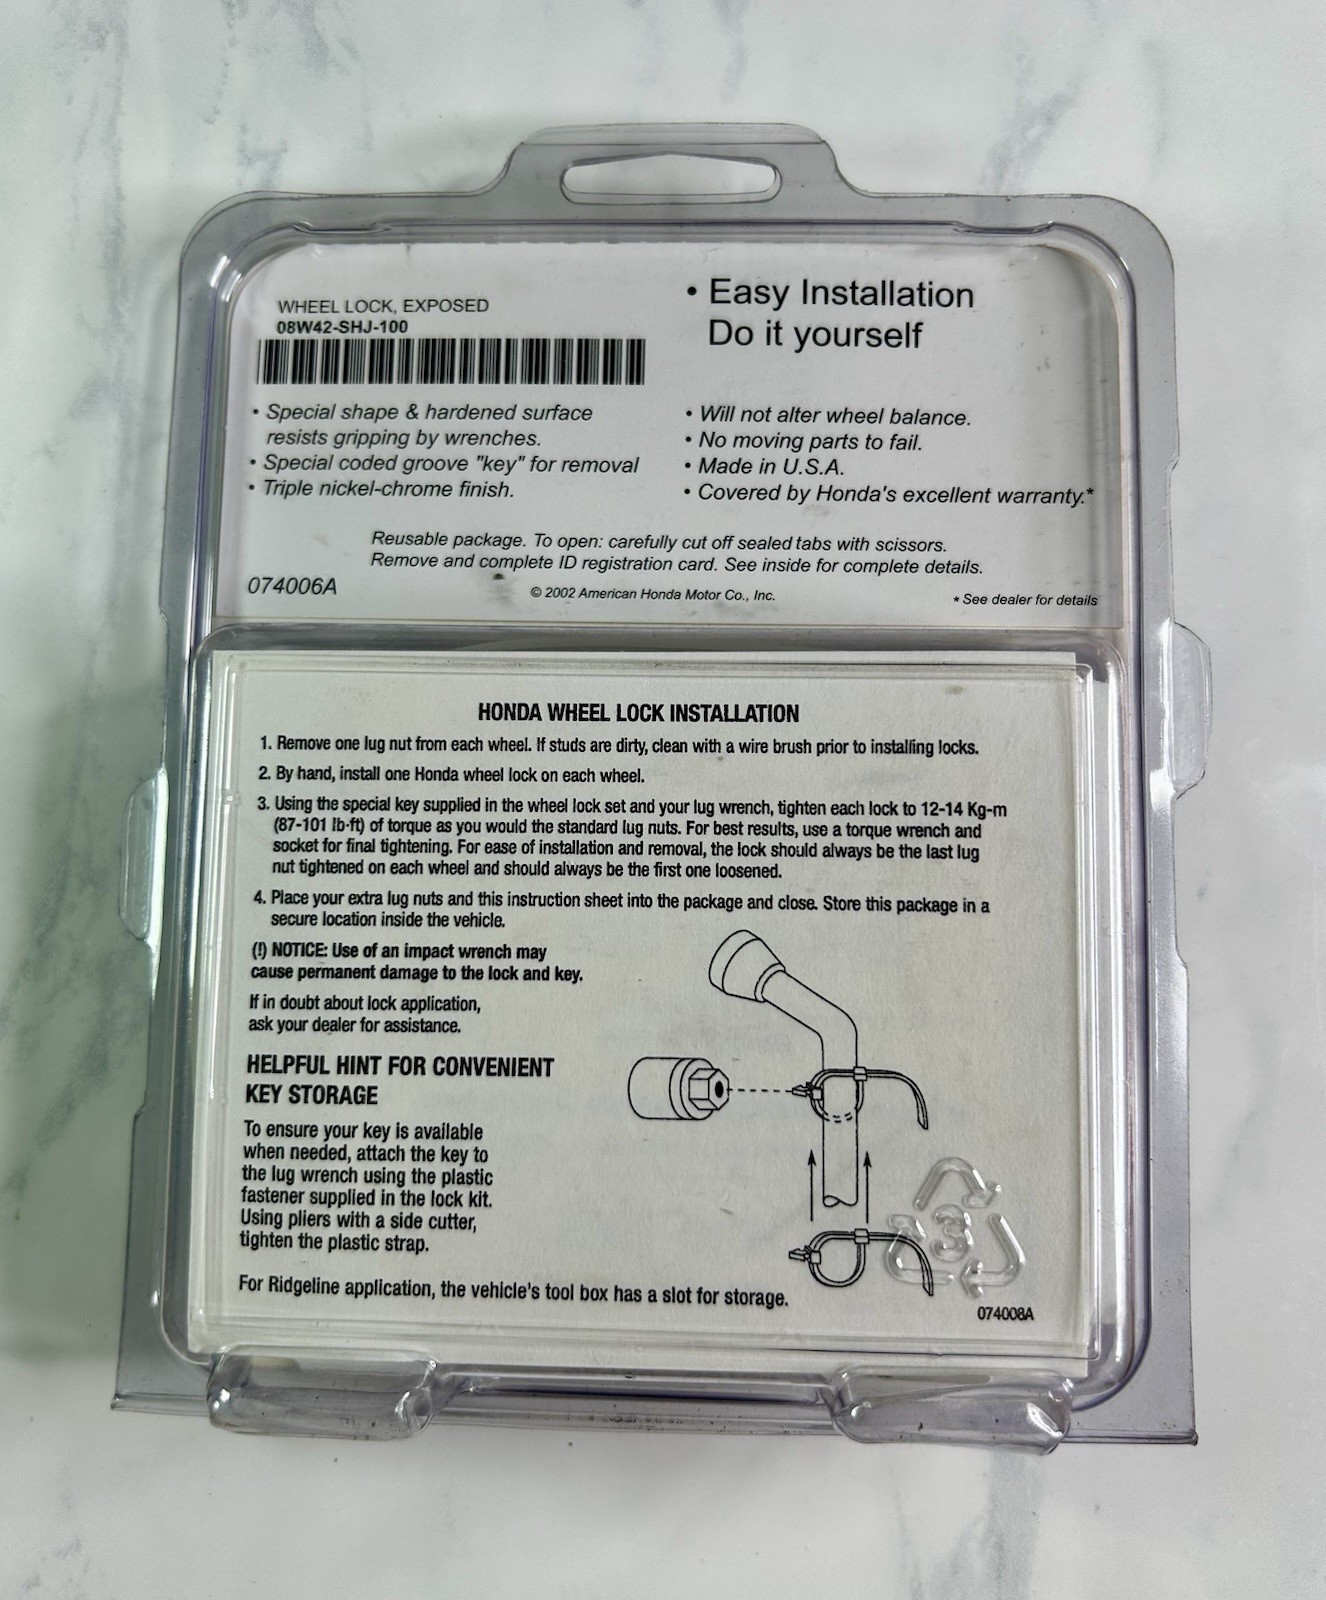 WHEEL LOCK, EXPOSED
08W42-SHJ-100
• Special shape & hardened surface
resists gripping by wrenches.
• Special coded groove "key" for removal
• Triple nickel-chrome finish.
• Easy Installation
Do it yourself
• Will not alter wheel balance.
• No moving parts to fail.
• Made in U.S.A.
• Covered by Honda's excellent warranty.*
Reusable package. To open: carefully cut off sealed tabs with scissors.
Remove and complete ID registration card. See inside for complete details.
074006A
© 2002 American Honda Motor Co., Inc.
* See dealer for details
HONDA WHEEL LOCK INSTALLATION
1. Remove one lug nut from each wheel. If studs are dirty, clean with a wire brush prior to installing locks.
2. By hand, install one Honda wheel lock on each wheel.
3. Using the special key supplied in the wheel lock set and your lug wrench, tighten each lock to 12-14 Kg-m
(87-101 lb-ft) of torque as you would the standard lug nuts. For best results, use a torque wrench and
socket for final tightening. For ease of installation and removal, the lock should always be the last lug
nut tightened on each wheel and should always be the first one loosened.
4. Place your extra lug nuts and this instruction sheet into the package and close. Store this package in a
secure location inside the vehicle.
(!) NOTICE: Use of an impact wrench may
cause permanent damage to the lock and key.
If in doubt about lock application,
ask your dealer for assistance.
HELPFUL HINT FOR CONVENIENT
KEY STORAGE
To ensure your key is available
when needed, attach the key to
the lug wrench using the plastic
fastener supplied in the lock kit.
Using pliers with a side cutter,
tighten the plastic strap.
For Ridgeline application, the vehicle's tool box has a slot for storage.
3
074008A